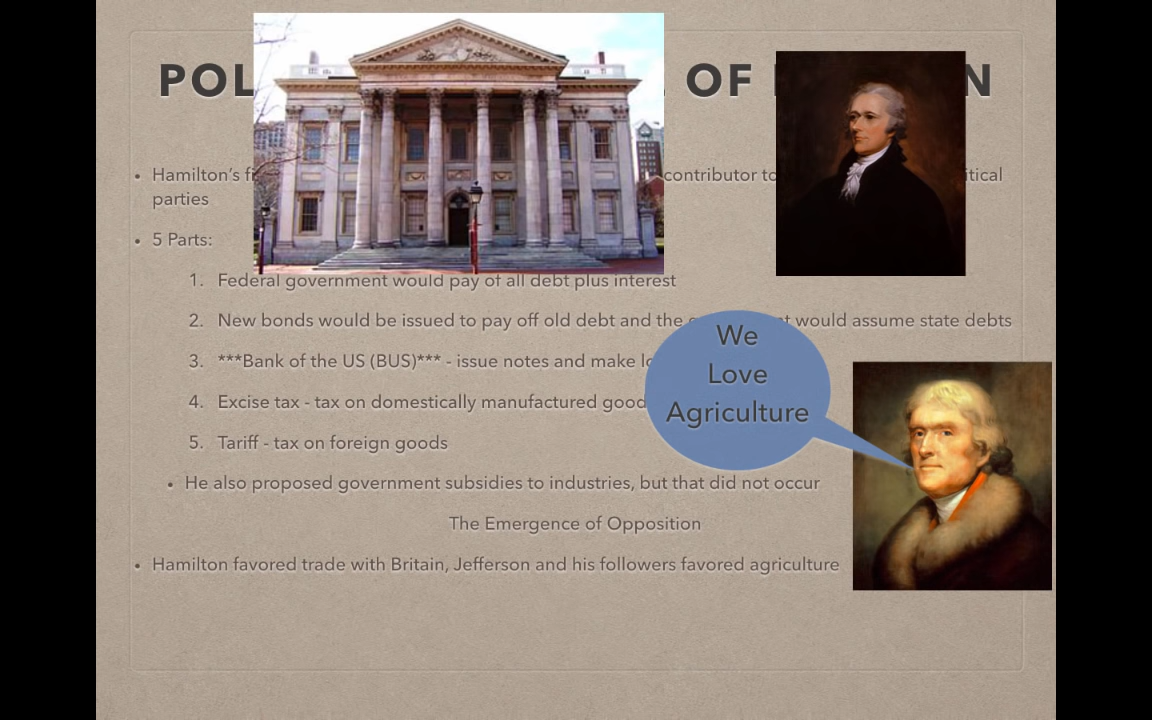 POL OF N
Hamilton's contributor to itical
parties
5 Parts:
1. Federal government would pay of all debt plus interest
2. New bonds would be issued to pay off old debt and the would assume state debts
3. ***Bank of the US (BUS)*** - issue notes and make
4. Excise tax - tax on domestically manufactured good
5. Tariff - tax on foreign goods
He also proposed government subsidies to industries, but that did not occur
The Emergence of Opposition
Hamilton favored trade with Britain, Jefferson and his followers favored agriculture
We
Love
Agriculture